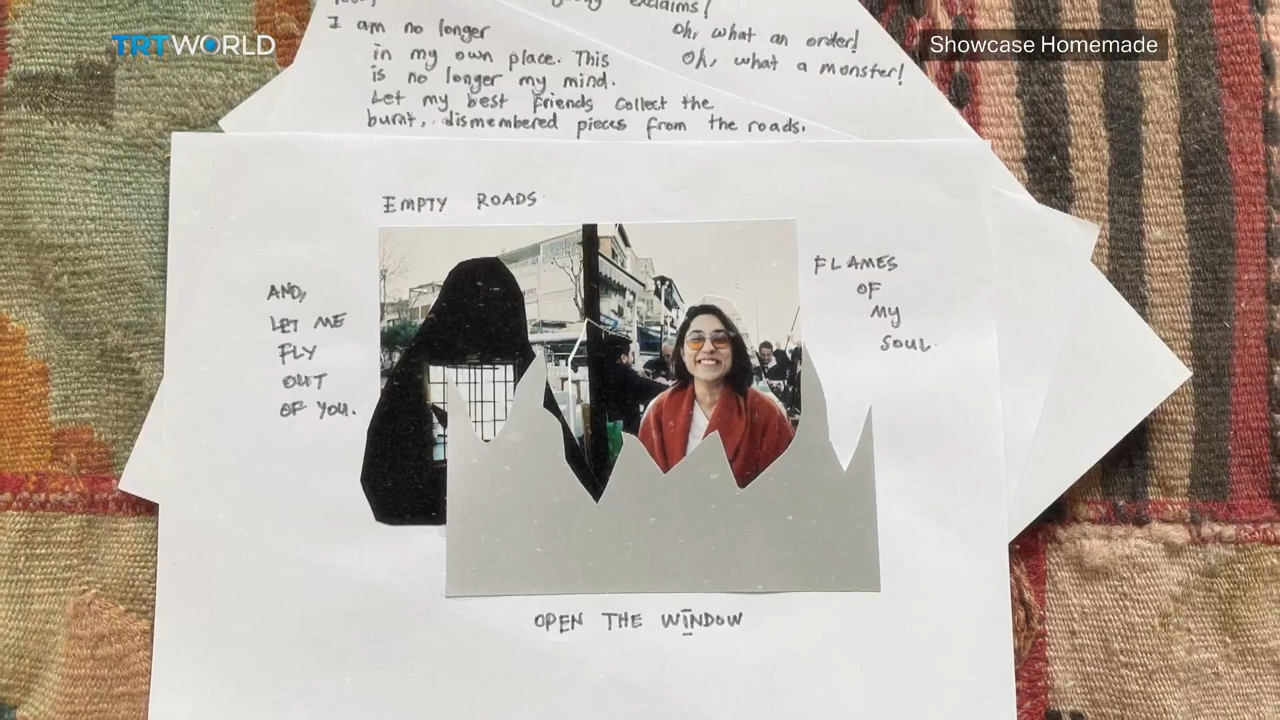 TRT WORLD
Showcase Homemade
exclaims!
I am no longer
in my own place. This
is no longer my mind.
Let my best friends collect the
burnt, dismembered pieces from the roads.
Oh, what an order!
Oh, what a monster!
EMPTY ROADS
AND,
LET ME
FLY
OUT
OF YOU.
FLAMES
OF
My
SOUL.
OPEN THE WINDOW